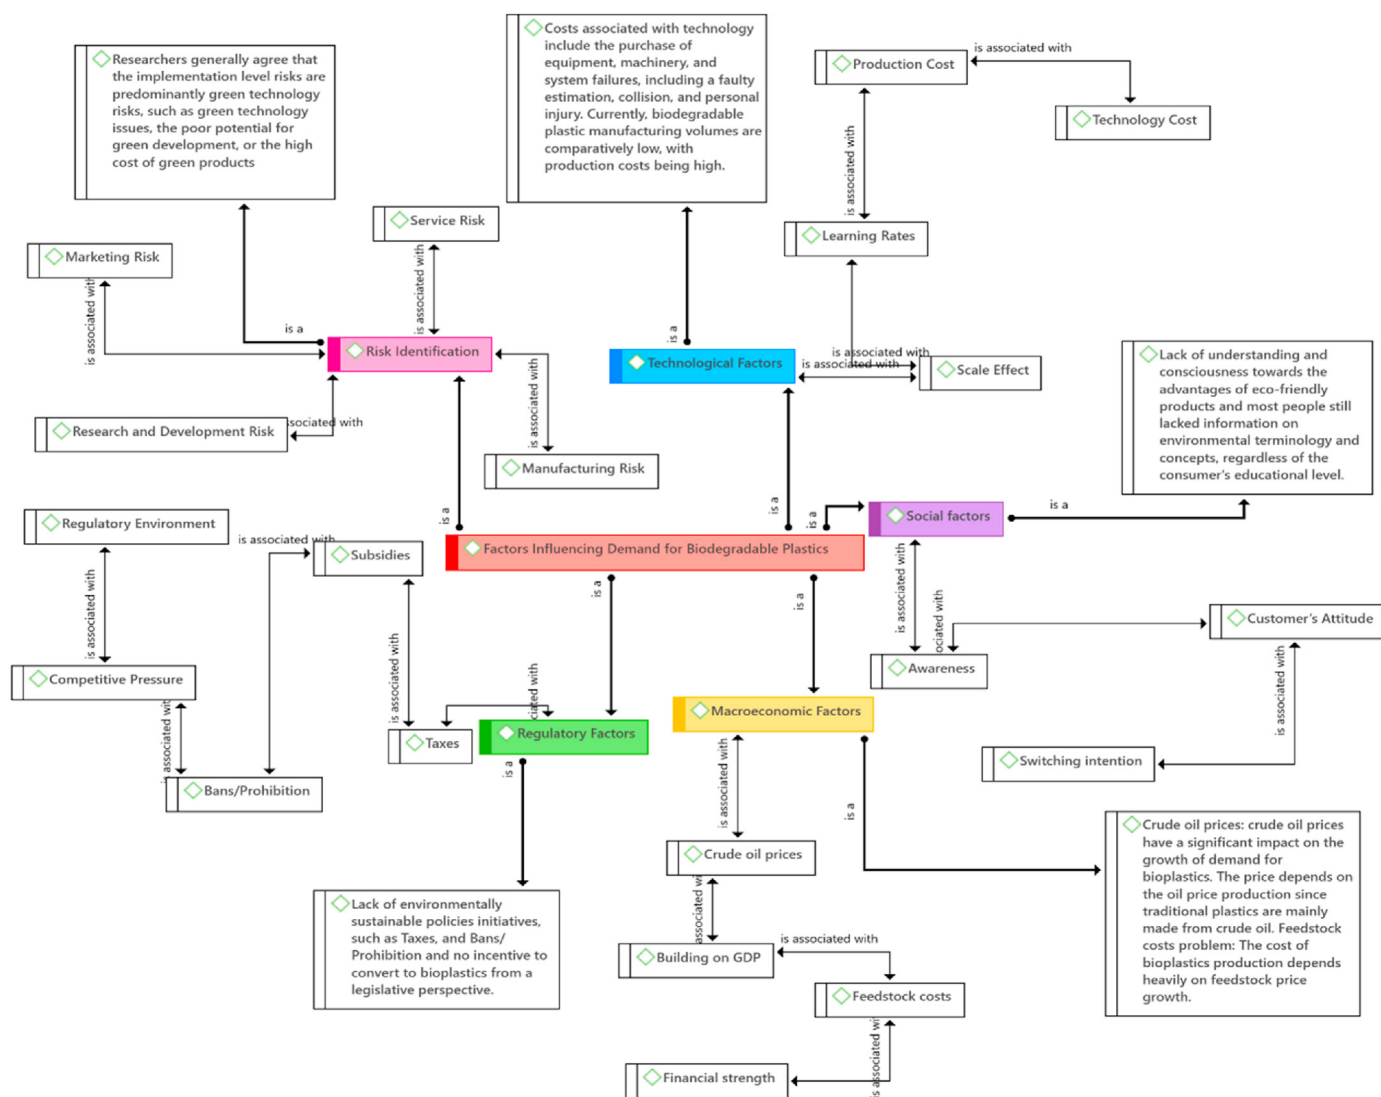 Costs associated with technology
include the purchase of
equipment, machinery, and
system failures, including a faulty
estimation, collision, and personal
injury. Currently, biodegradable
plastic manufacturing volumes are
comparatively low, with
production costs being high.
Researchers generally agree that
the implementation level risks are
predominantly green technology
risks, such as green technology
issues, the poor potential for
green development, or the high
cost of green products
is associated with
Production Cost
Technology Cost
is associated with
Learning Rates
Service Risk
Marketing Risk
is associated with
is associated with
is a
is a
Risk Identification
Technological Factors
is associated with
is associated with
Scale Effect
Lack of understanding and
consciousness towards the
advantages of eco-friendly
products and most people still
lacked information on
environmental terminology and
concepts, regardless of the
consumer's educational level.
Research and Development Risk
associated with
is associated with
Manufacturing Risk
is a
is a
is a
is a
Social factors
Regulatory Environment
is associated with
Subsidies
Factors Influencing Demand for Biodegradable Plastics
is a
is a
is associated with
is associated with
ociated with
Customer's Attitude
Awareness
Competitive Pressure
is associated with
is associated with
ciated with
is associated with
Macroeconomic Factors
Taxes
Regulatory Factors
is associated with
Switching intention
Bans/Prohibition
is a
is associated with
is a
Crude oil prices
Crude oil prices: crude oil prices
have a significant impact on the
growth of demand for
bioplastics. The price depends on
the oil price production since
traditional plastics are mainly
made from crude oil. Feedstock
costs problem: The cost of
bioplastics production depends
heavily on feedstock price
growth.
Lack of environmentally
sustainable policies initiatives,
such as Taxes, and Bans/
Prohibition and no incentive to
convert to bioplastics from a
legislative perspective.
associated wi
is associated with
Building on GDP
Feedstock costs
is associated wi
Financial strength